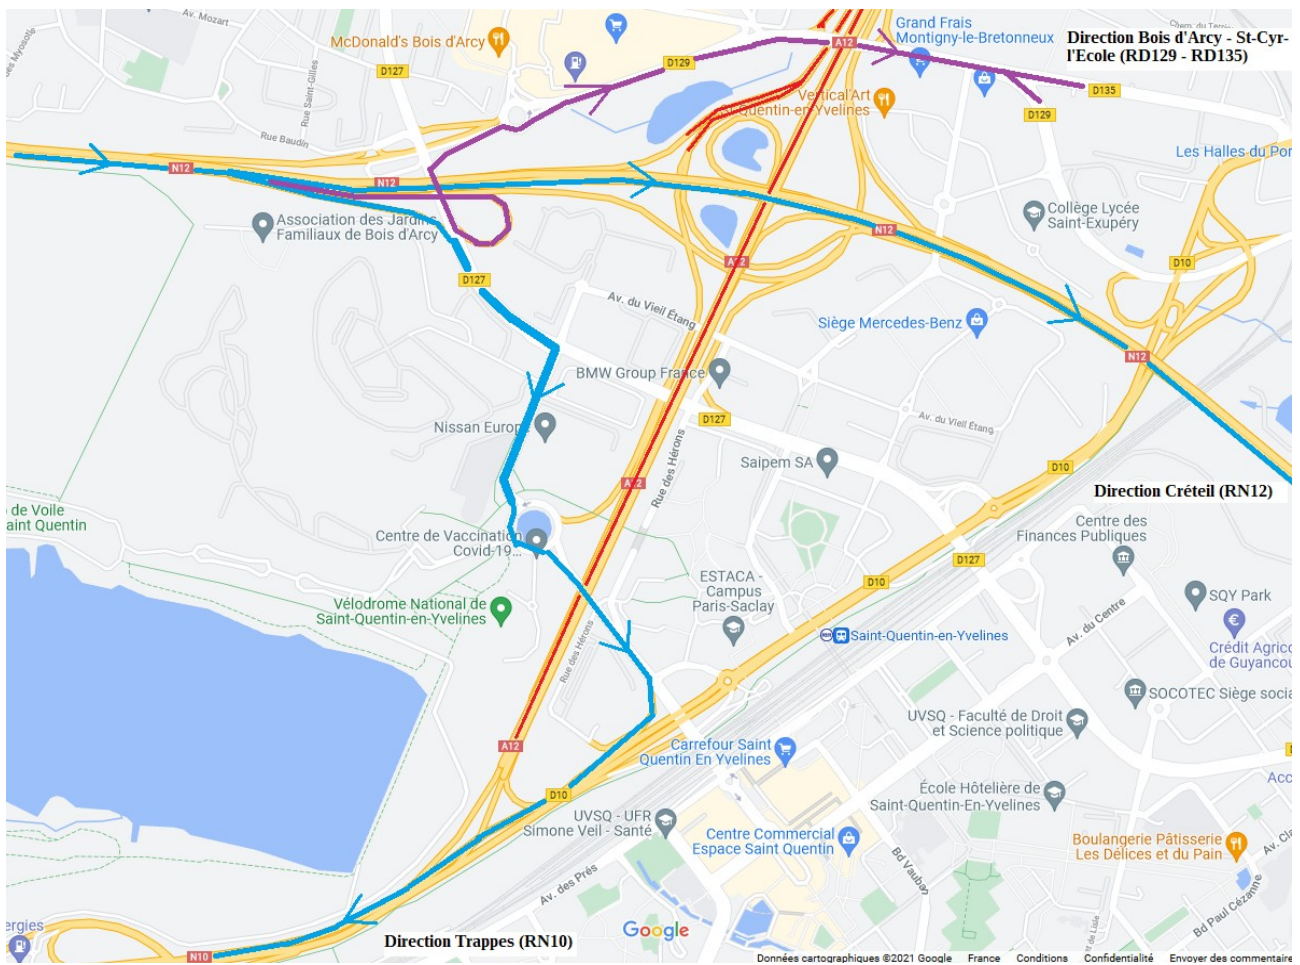 Av. Mozart
McDonald's Bois d'Arcy
Grand Frais
Montigny-le-Bretonneux
Direction Bois d'Arcy - St-Cyr-
l'Ecole (RD129 - RD135)
A12
D129
D127
Rue Saint-Gilles
Vertical'Art
St-Quentin-en-Yvelines
D135
D129
Rue Baudin
Les Halles du Por
N12
N12
Association des Jardins
Familiaux de Bois d'Arcy
Collège Lycée
Saint-Exupéry
N12
D10
A12
D127
Av. du Vieil Étang
Siège Mercedes-Benz
N12
BMW Group France
D127
Av. du Vieil Étang
Nissan Europe
Saipem SA
D10
Rue des Hérons
A12
Direction Créteil (RN12)
de Voile
aint Quentin
Centre de Vaccination
Covid-19...
Centre des
Finances Publiques
D127
ESTACA -
Campus
Paris-Saclay
D10
Vélodrome National de
Saint-Quentin-en-Yvelines
SQY Park
Av. du Centre
Saint-Quentin-en-Yvelines
Crédit Agrico
de Guyancou
Rue des Hérons
SOCOTEC Siège socia
UVSQ - Faculté de Droit
et Science politique
A12
Carrefour Saint
Quentin En Yvelines
D10
École Hôtelière de
Saint-Quentin-En-Yvelines
Acc
UVSQ - UFR
Simone Veil - Santé
Centre Commercial
Espace Saint Quentin
Boulangerie Pâtisserie
Les Délices et du Pain
Av. des Prés
Bd Vauban
Bd Paul Cézanne
ergies
Google
Direction Trappes (RN10)
N10
Données cartographiques ©2021 Google France Conditions Confidentialité Envoyer des commentaire